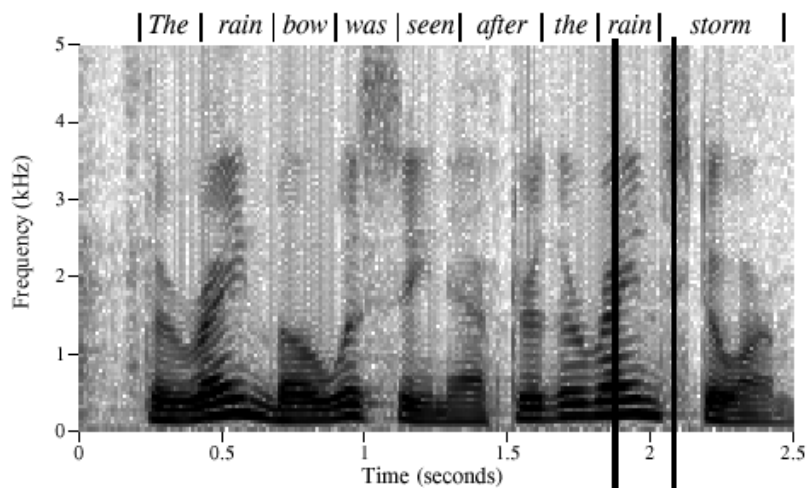 | The | rain | bow | was | seen | after | the | rain | storm |
5
4
3
2
1
0
Frequency (kHz)
0 0.5 1 1.5 2 2.5
Time (seconds)